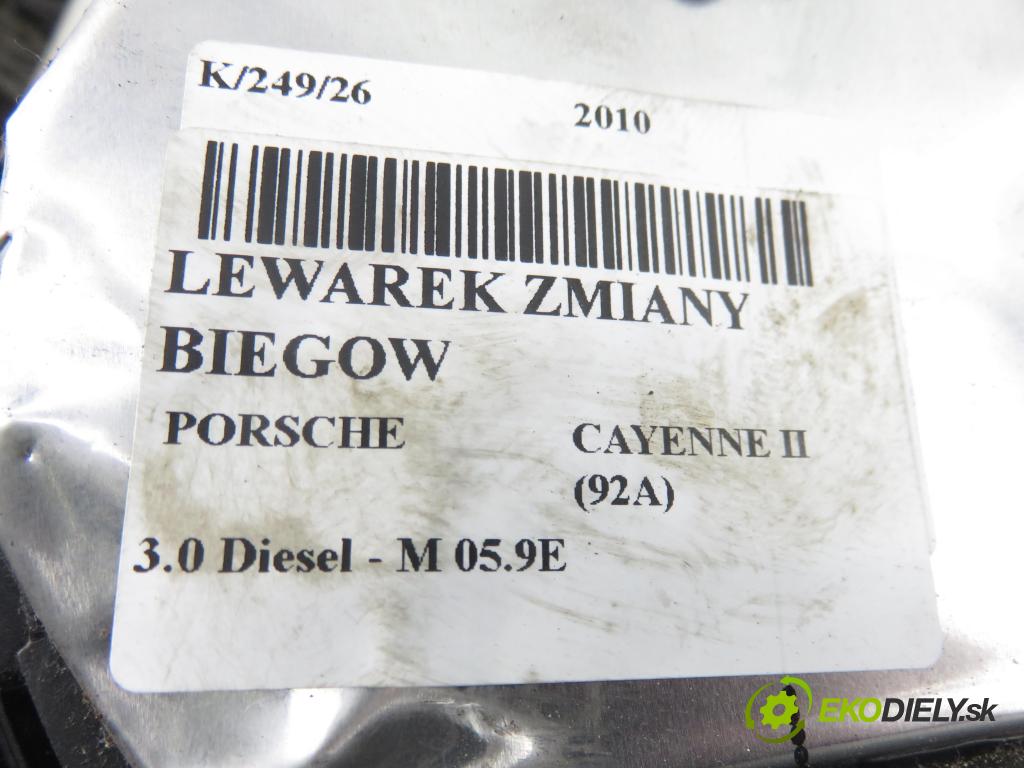 K/249/26
2010
LEWAREK ZMIANY
BIEGOW
PORSCHE
CAYENNE II
(92A)
3.0 Diesel - M 05.9E
EKODIELY.sk